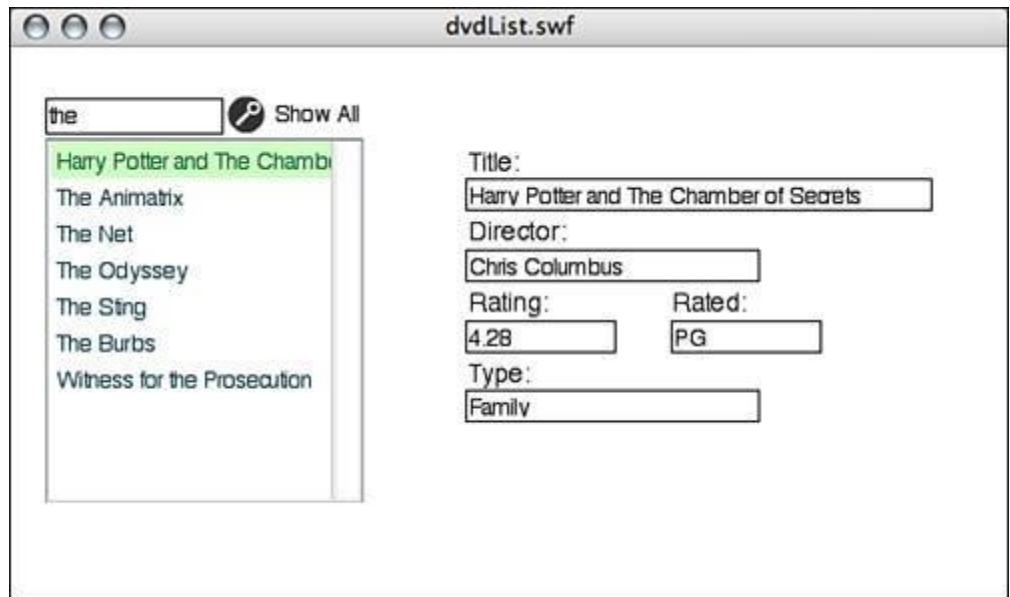 dvdList.swf
the
Show All
Harry Potter and The Chambe
The Animatrix
The Net
The Odyssey
The Sting
The Burbs
Witness for the Prosecution
Title:
Harry Potter and The Chamber of Secrets
Director:
Chris Columbus
Rating: Rated:
4.28 PG
Type:
Family